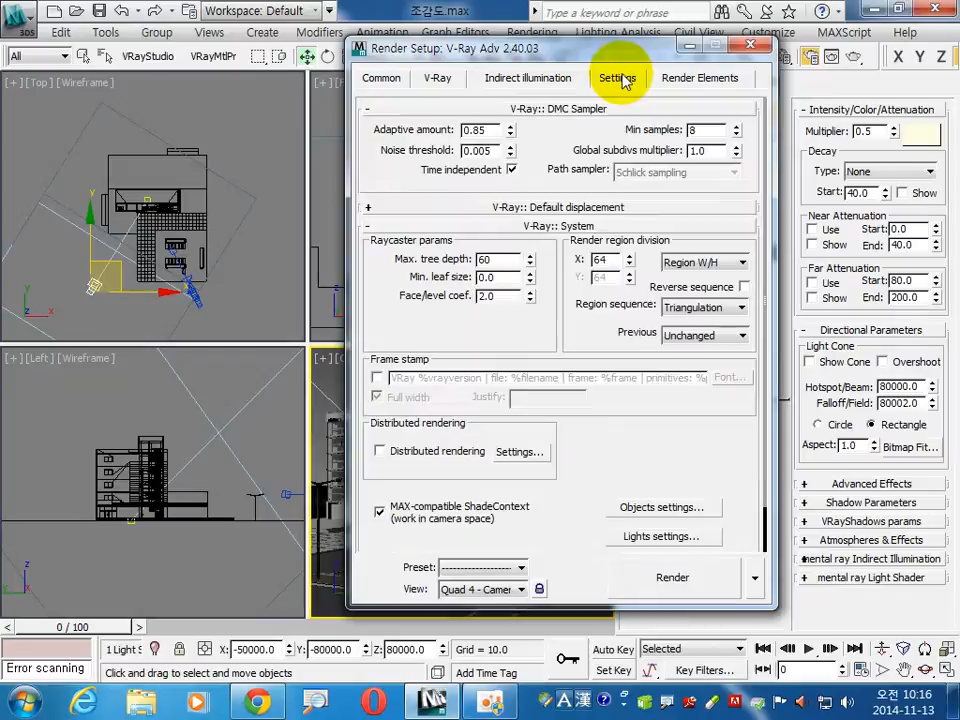 Workspace: Default
조감도.max
Type a keyword or phrase
Edit Tools Group Views Create Modifiers Animation Graph Editors Rendering Lighting Analysis Civil View Customize MAXScript Help
All VRayStudio VRayMtlPr X Y Z
Render Setup: V-Ray Adv 2.40.03
Common V-Ray Indirect illumination Settings Render Elements
- V-Ray:: DMC Sampler
Adaptive amount: 0.85 Min samples: 8
Noise threshold: 0.005 Global subdivs multiplier: 1.0
Time independent Path sampler: Schlick sampling
+ V-Ray:: Default displacement
- V-Ray:: System
Raycaster params Render region division
Max. tree depth: 60 X: 64 Region W/H
Min. leaf size: 0.0 Y: 64
Face/level coef. 2.0 Reverse sequence
Region sequence: Triangulation
Previous Unchanged
Frame stamp
VRay %vrayversion | file: %filename | frame: %frame | primitives: % Font...
Full width Justify:
Distributed rendering
Distributed rendering Settings...
MAX-compatible ShadeContext
(work in camera space)
Objects settings...
Lights settings...
Preset: -------------------
View: Quad 4 - Camer Render
[+] [Top] [Wireframe]
[+] [Left] [Wireframe]
y
x
z
- Intensity/Color/Attenuation
Multiplier: 0.5
Decay
Type: None
Start: 40.0 Show
Near Attenuation
Use Start: 0.0
Show End: 40.0
Far Attenuation
Use Start: 80.0
Show End: 200.0
- Directional Parameters
Light Cone
Show Cone Overshoot
Hotspot/Beam: 80000.0
Falloff/Field: 80002.0
Circle Rectangle
Aspect: 1.0 Bitmap Fit...
+ Advanced Effects
+ Shadow Parameters
+ VRayShadows params
+ Atmospheres & Effects
+ mental ray Indirect Illumination
+ mental ray Light Shader
< 0 / 100 >
Error scanning
1 Light S X: -50000.0 Y: -80000.0 Z: 80000.0 Grid = 10.0
Click and drag to select and move objects Add Time Tag
Auto Key Selected
Set Key Key Filters... 0
A 漢
오전 10:16
2014-11-13